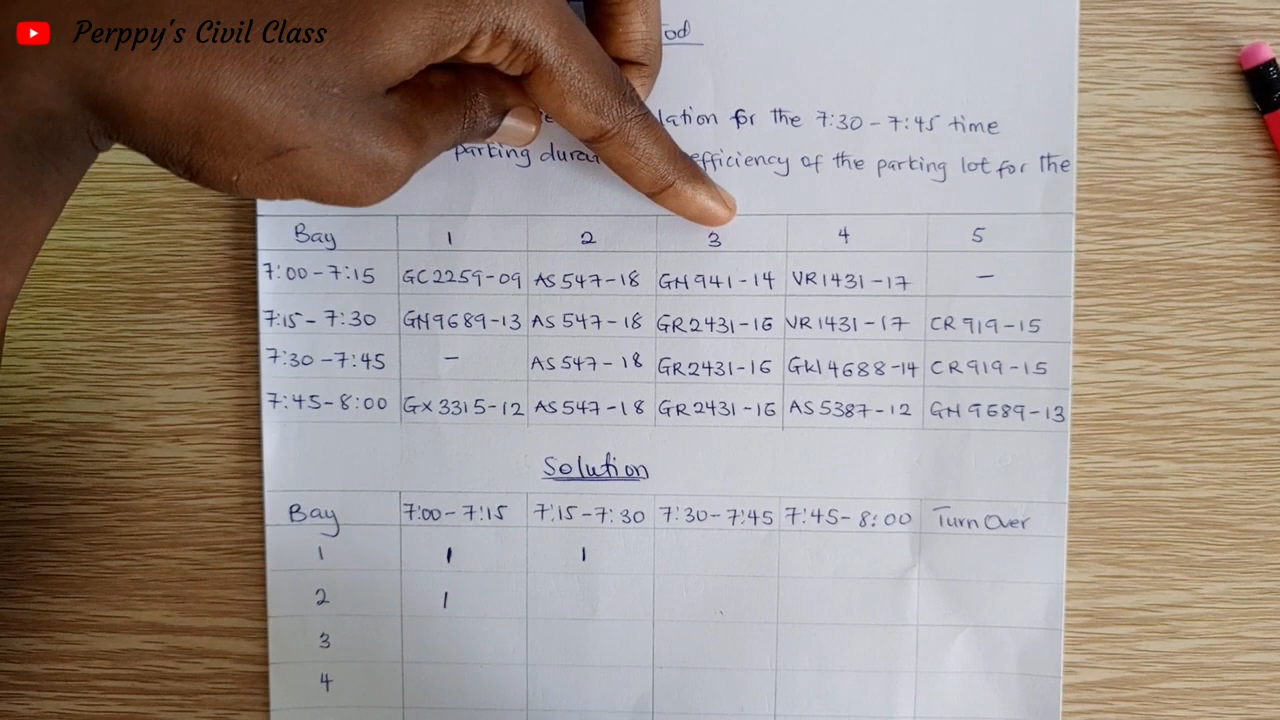 Perppy's Civil Class
lation for the 7:30-7:45 time
parking efficiency of the parking lot for the
Bay 1 2 3 4 5
7:00-7:15 GC2259-09 AS547-18 GH941-14 VR1431-17 -
7:15-7:30 GH9689-13 AS547-18 GR2431-16 VR1431-17 CR919-15
7:30-7:45 - AS547-18 GR2431-16 GK14688-14 CR919-15
7:45-8:00 GX3315-12 AS547-18 GR2431-16 AS5387-12 GH9689-13
Solution
Bay 7:00-7:15 7:15-7:30 7:30-7:45 7:45-8:00 Turn Over
1 1 1
2 1
3
4